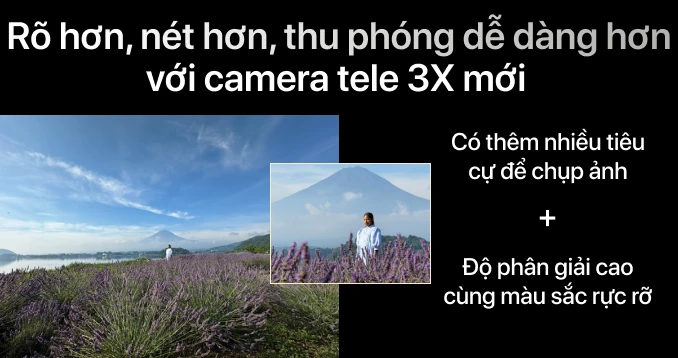 Rõ hơn, nét hơn, thu phóng dễ dàng hơn
với camera tele 3X mới
Có thêm nhiều tiêu
cự để chụp ảnh
+
Độ phân giải cao
cùng màu sắc rực rỡ